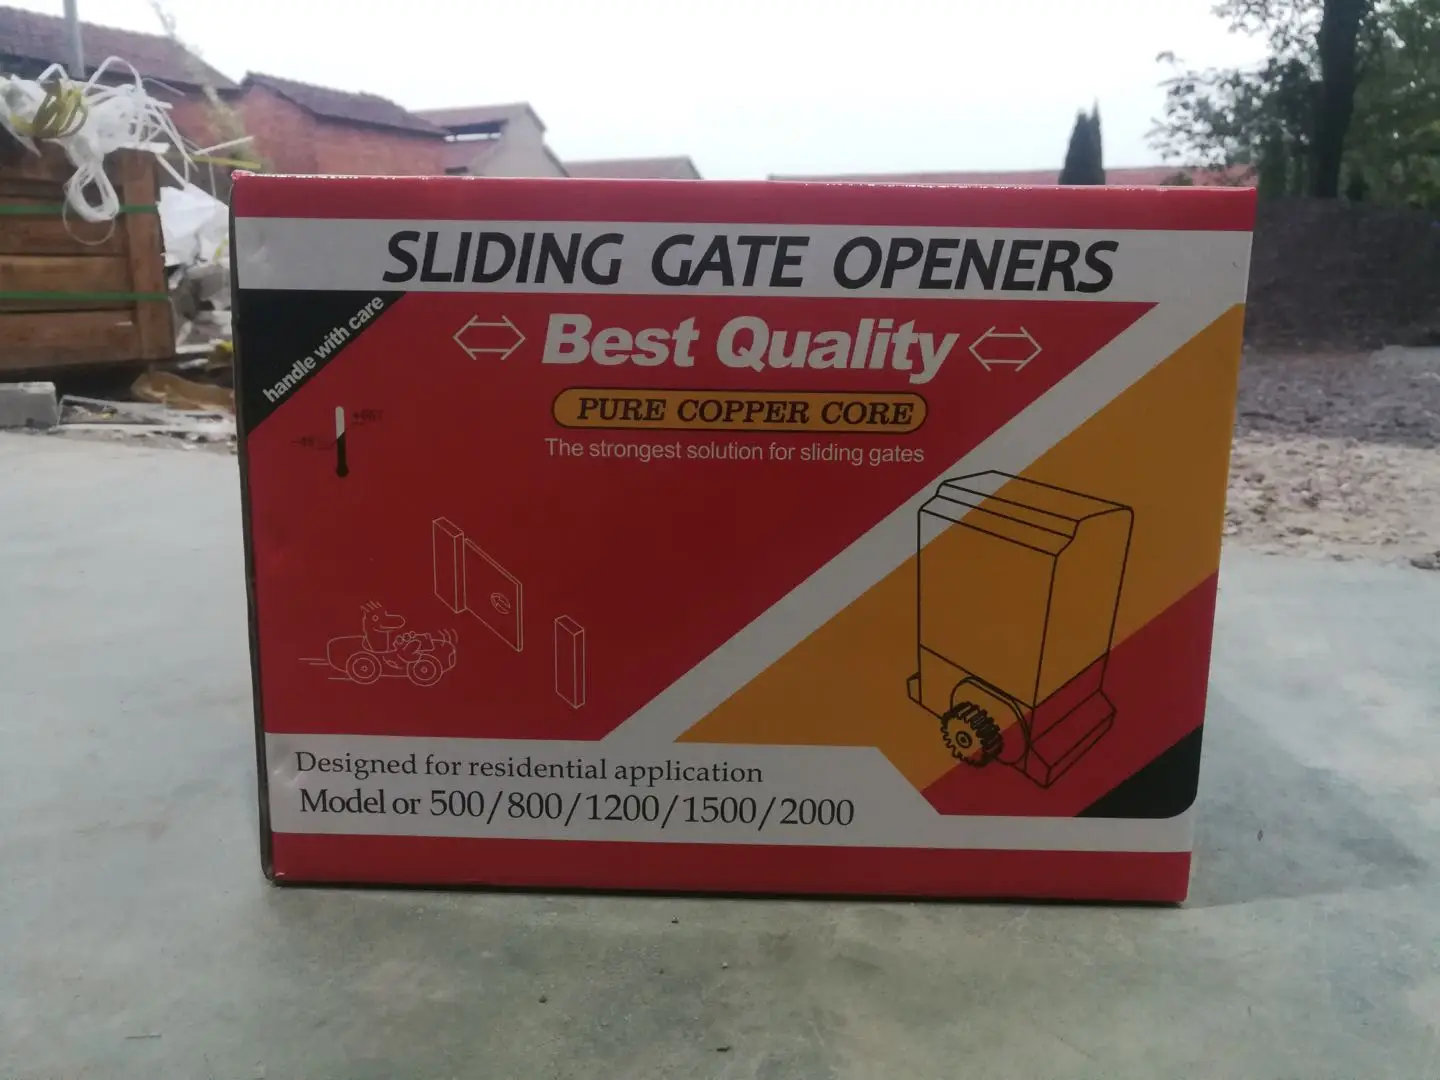 SLIDING GATE OPENERS
handle with care
Best Quality
PURE COPPER CORE
The strongest solution for sliding gates
Designed for residential application
Model or 500/800/1200/1500/2000